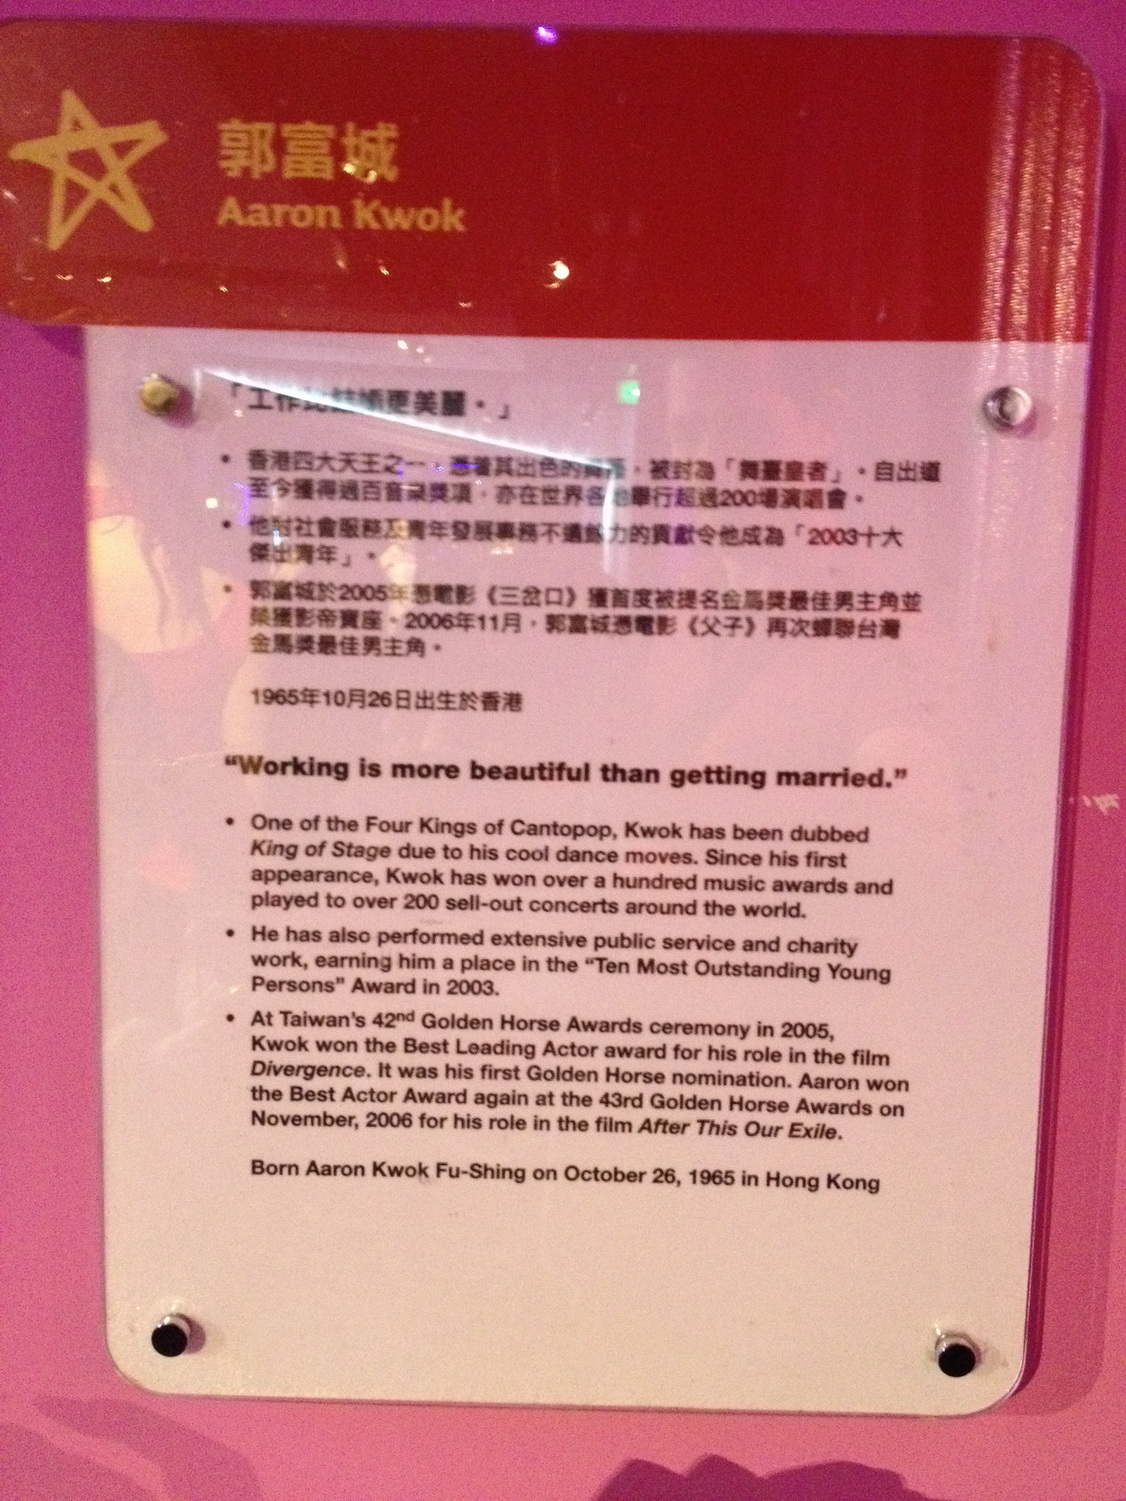 郭富城
Aaron Kwok
「工作比結婚更美麗。」
• 香港四大天王之一，憑着其出色的舞藝，被封為「舞臺皇者」。自出道
至今獲得過百音樂獎項，亦在世界各地舉行超過200場演唱會。
• 他對社會服務及青年發展事務不遺餘力的貢獻令他成為「2003十大
傑出青年」。
• 郭富城於2005年憑電影《三岔口》獲首度被提名金馬獎最佳男主角並
榮獲影帝寶座。2006年11月，郭富城憑電影《父子》再次蟬聯台灣
金馬獎最佳男主角。
1965年10月26日出生於香港
“Working is more beautiful than getting married.”
• One of the Four Kings of Cantopop, Kwok has been dubbed
King of Stage due to his cool dance moves. Since his first
appearance, Kwok has won over a hundred music awards and
played to over 200 sell-out concerts around the world.
• He has also performed extensive public service and charity
work, earning him a place in the “Ten Most Outstanding Young
Persons” Award in 2003.
• At Taiwan’s 42nd Golden Horse Awards ceremony in 2005,
Kwok won the Best Leading Actor award for his role in the film
Divergence. It was his first Golden Horse nomination. Aaron won
the Best Actor Award again at the 43rd Golden Horse Awards on
November, 2006 for his role in the film After This Our Exile.
Born Aaron Kwok Fu-Shing on October 26, 1965 in Hong Kong